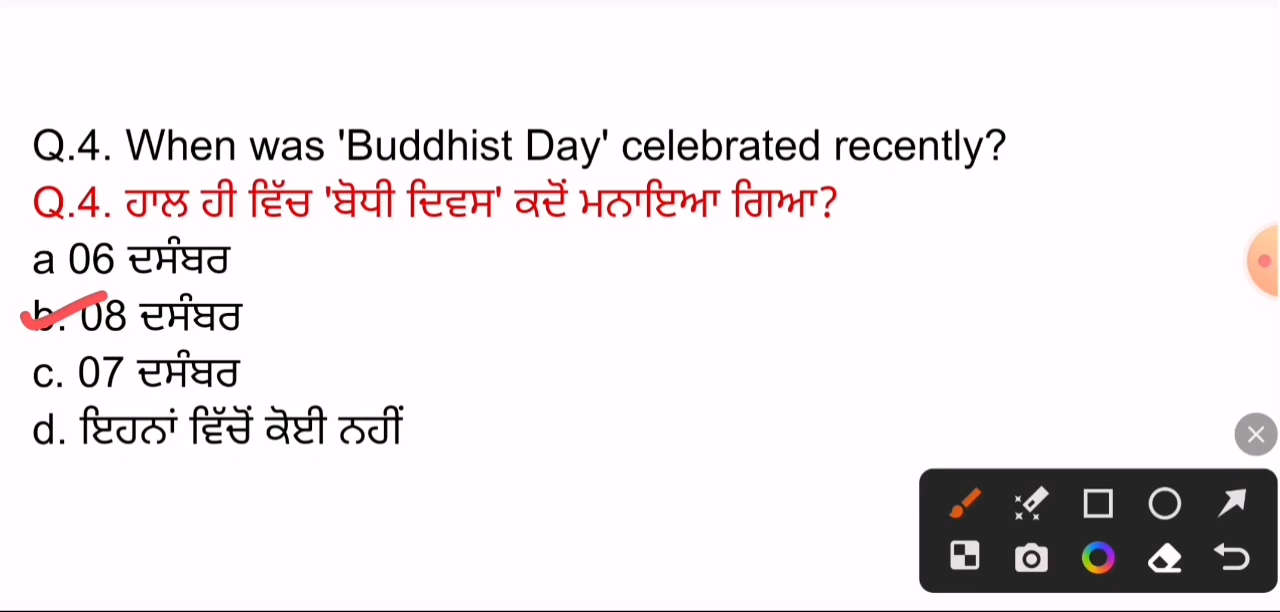 Q.4. When was 'Buddhist Day' celebrated recently?
Q.4. ਹਾਲ ਹੀ ਵਿੱਚ 'ਬੋਧੀ ਦਿਵਸ' ਕਦੋਂ ਮਨਾਇਆ ਗਿਆ?
a 06 ਦਸੰਬਰ
b. 08 ਦਸੰਬਰ
c. 07 ਦਸੰਬਰ
d. ਇਹਨਾਂ ਵਿੱਚੋਂ ਕੋਈ ਨਹੀਂ